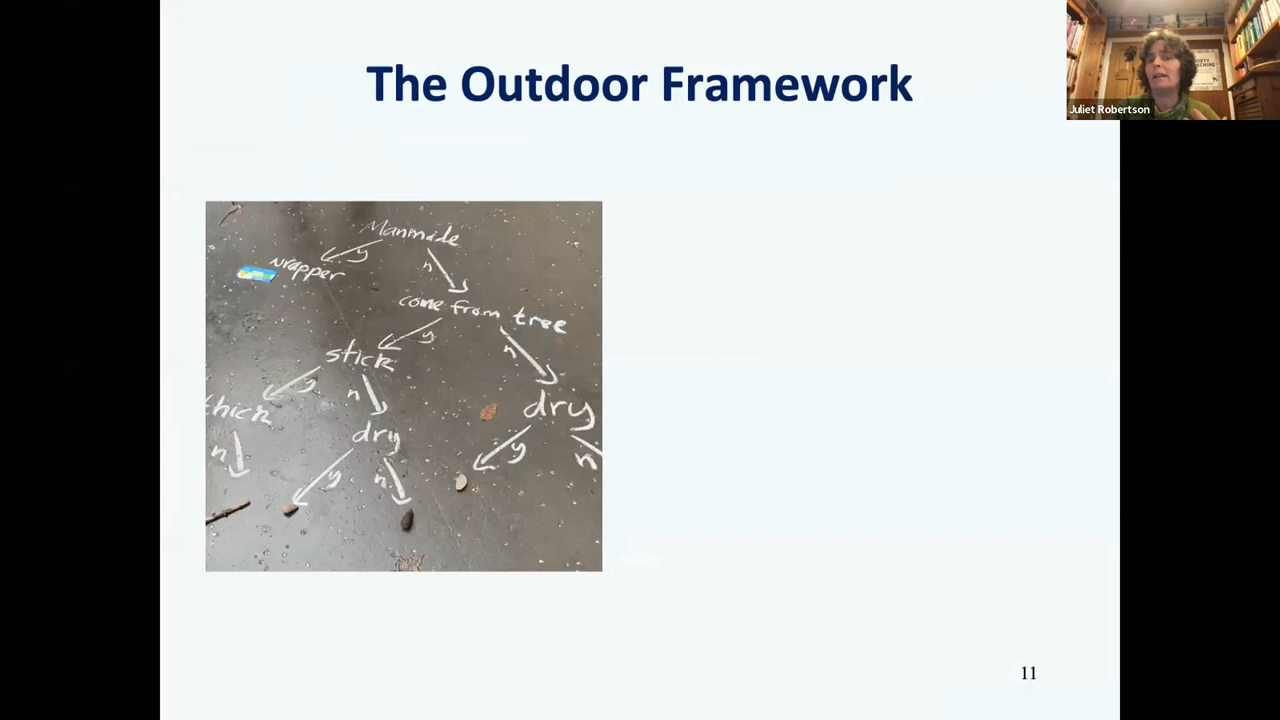 The Outdoor Framework
Juliet Robertson
Manmade
y
n
wrapper
come from tree
y
n
stick
y
n
thick
dry
dry
n
y
n
y
n
11